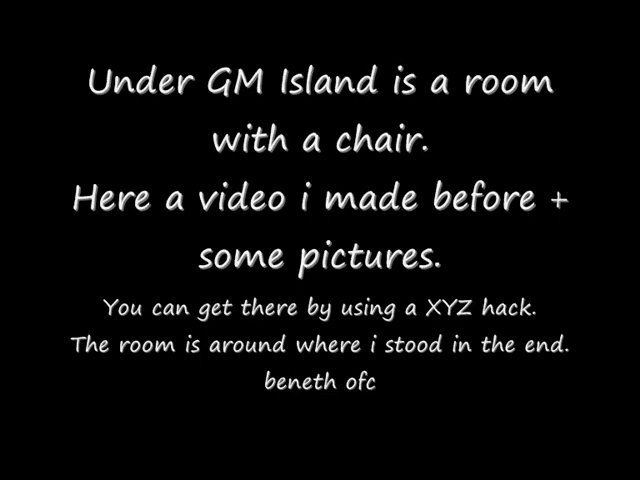 Under GM Island is a room
with a chair.
Here a video i made before +
some pictures.
You can get there by using a XYZ hack.
The room is around where i stood in the end.
beneth ofc